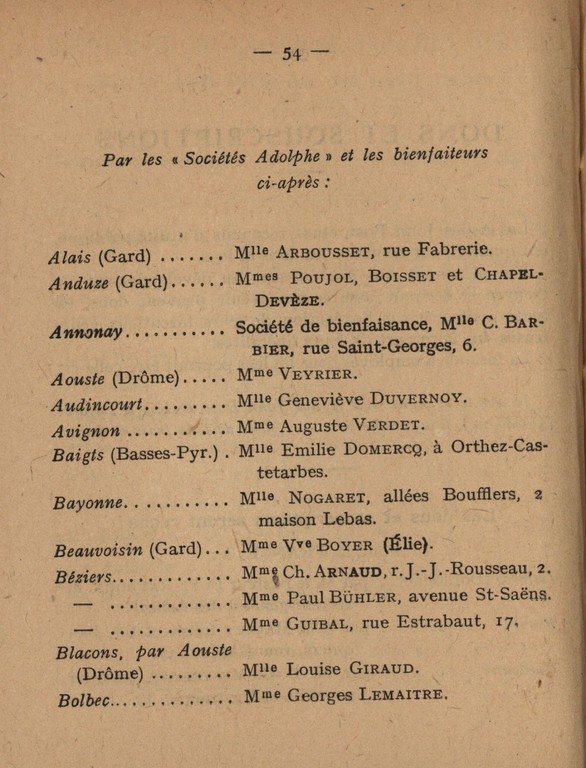 — 54 —
Par les « Sociétés Adolphe » et les bienfaiteurs
ci-après :
Alais (Gard) ....... Mlle ARBOUSSET, rue Fabrerie.
Anduze (Gard)...... Mmes POUJOL, BOISSET et CHAPEL-
DEVÈZE.
Annonay........... Société de bienfaisance, Mlle C. BAR-
BIER, rue Saint-Georges, 6.
Aouste (Drôme)..... Mme VEYRIER.
Audincourt......... Mlle Geneviève DUVERNOY.
Avignon ........... Mme Auguste VERDET.
Baigts (Basses-Pyr.) . Mlle Emilie DOMERCQ, à Orthez-Cas-
tetarbes.
Bayonne........... Mlle NOGARET, allées Boufflers, 2
maison Lebas.
Beauvoisin (Gard)... Mme Vve BOYER (Élie).
Béziers............ Mme Ch. ARNAUD, r. J.-J.-Rousseau, 2.
— ............ Mme Paul BÜHLER, avenue St-Saëns.
— ............ Mme GUIBAL, rue Estrabaut, 17.
Blacons, par Aouste
(Drôme) ......... Mlle Louise GIRAUD.
Bolbec.............. Mme Georges LEMAITRE.